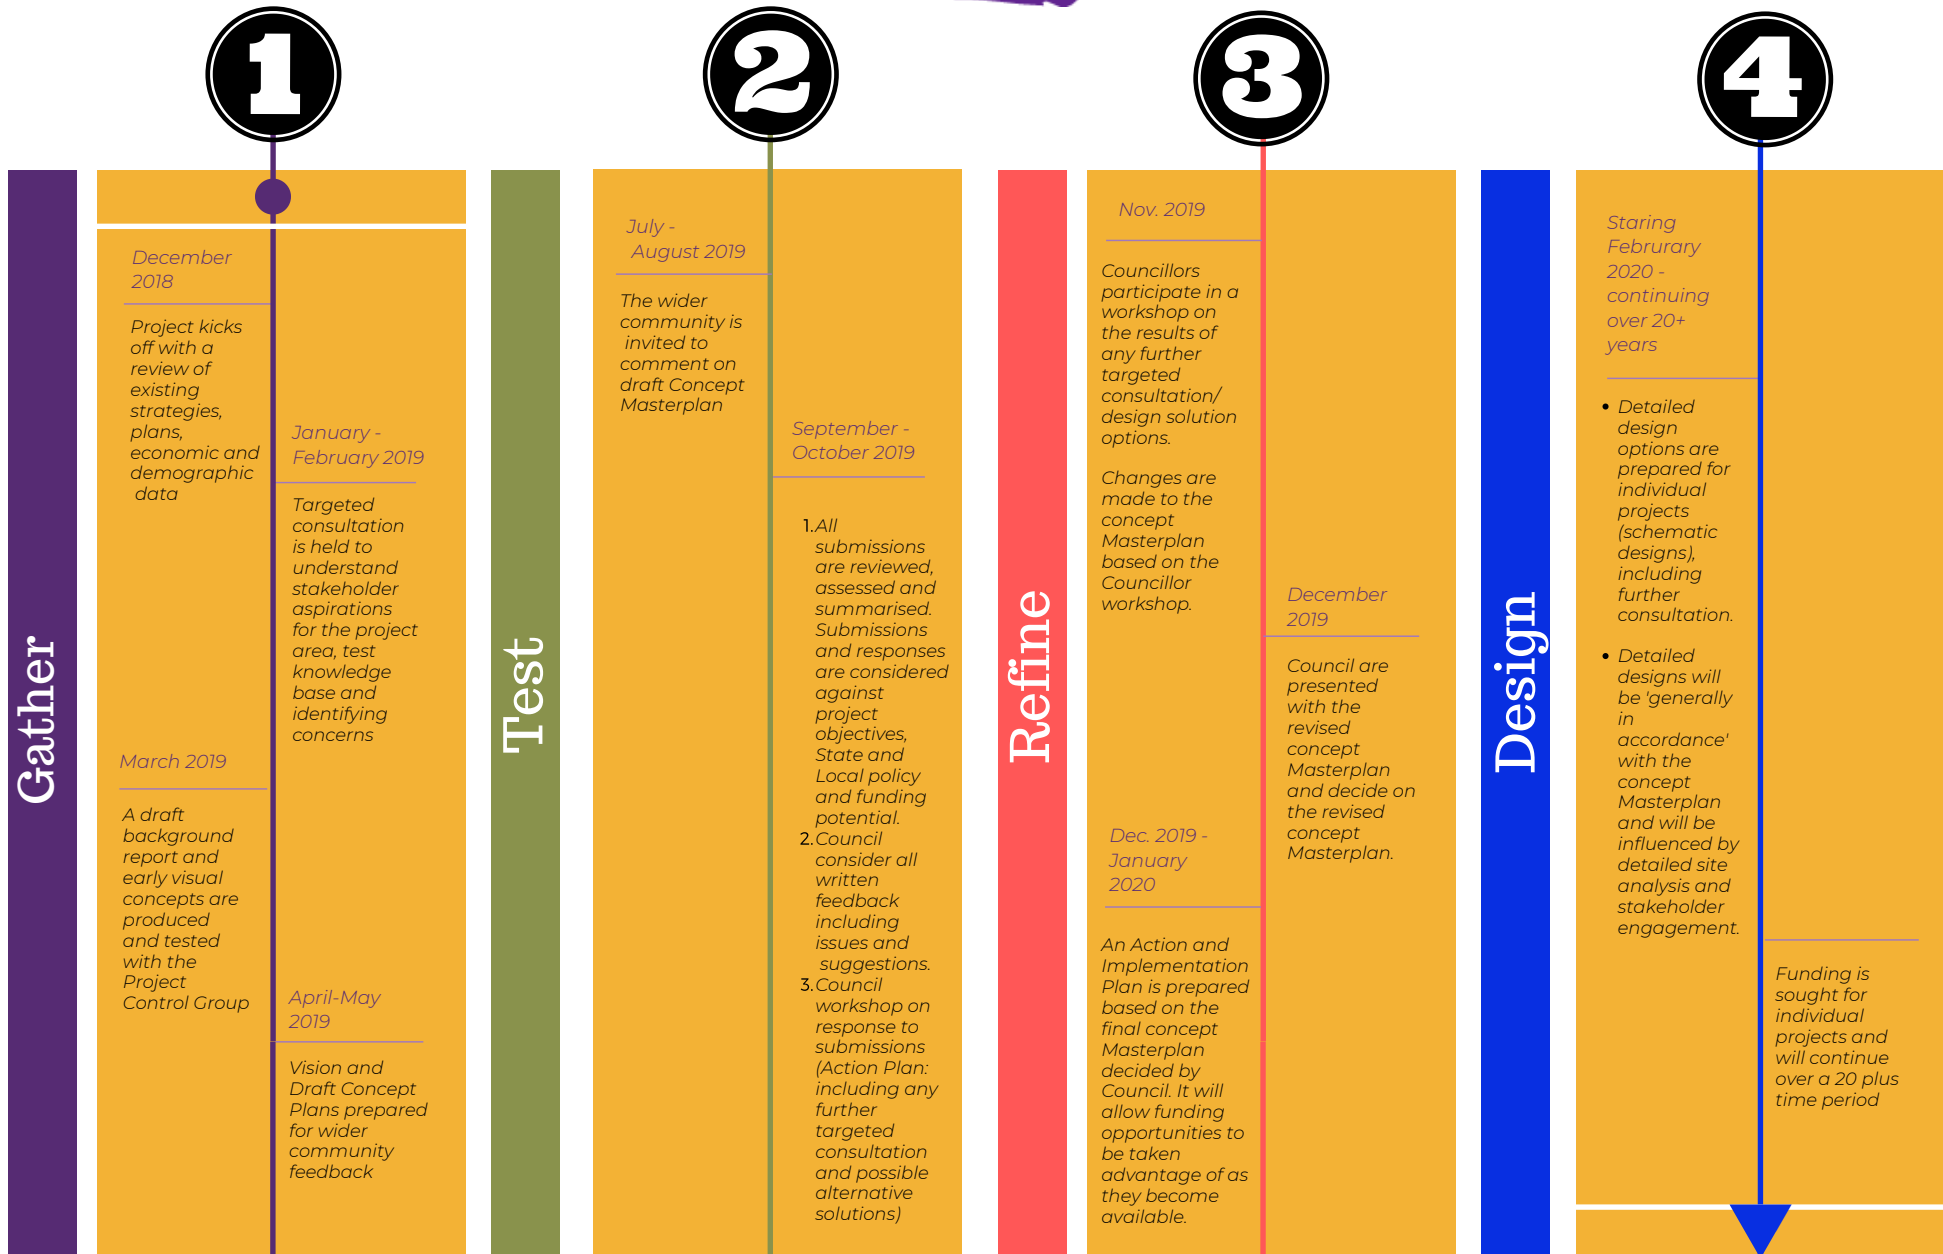 1
Gather
December
2018
Project kicks
off with a
review of
existing
strategies,
plans,
economic and
demographic
data
January -
February 2019
Targeted
consultation
is held to
understand
stakeholder
aspirations
for the project
area, test
knowledge
base and
identifying
concerns
March 2019
A draft
background
report and
early visual
concepts are
produced
and tested
with the
Project
Control Group
April-May
2019
Vision and
Draft Concept
Plans prepared
for wider
community
feedback
2
Test
July -
August 2019
The wider
community is
invited to
comment on
draft Concept
Masterplan
September -
October 2019
1. All
submissions
are reviewed,
assessed and
summarised.
Submissions
and responses
are considered
against
project
objectives,
State and
Local policy
and funding
potential.
2. Council
consider all
written
feedback
including
issues and
suggestions.
3. Council
workshop on
response to
submissions
(Action Plan:
including any
further
targeted
consultation
and possible
alternative
solutions)
3
Refine
Nov. 2019
Councillors
participate in a
workshop on
the results of
any further
targeted
consultation/
design solution
options.
Changes are
made to the
concept
Masterplan
based on the
Councillor
workshop.
December
2019
Council are
presented
with the
revised
concept
Masterplan
and decide on
the revised
concept
Masterplan.
Dec. 2019 -
January
2020
An Action and
Implementation
Plan is prepared
based on the
final concept
Masterplan
decided by
Council. It will
allow funding
opportunities to
be taken
advantage of as
they become
available.
4
Design
Staring
Februrary
2020 -
continuing
over 20+
years
• Detailed
design
options are
prepared for
individual
projects
(schematic
designs),
including
further
consultation.
• Detailed
designs will
be 'generally
in
accordance'
with the
concept
Masterplan
and will be
influenced by
detailed site
analysis and
stakeholder
engagement.
Funding is
sought for
individual
projects and
will continue
over a 20 plus
time period